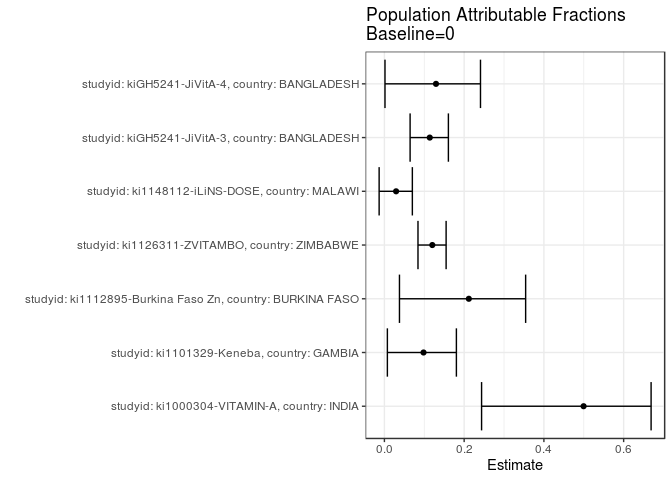 Population Attributable Fractions
Baseline=0
studyid: kiGH5241-JiVitA-4, country: BANGLADESH
studyid: kiGH5241-JiVitA-3, country: BANGLADESH
studyid: ki1148112-iLiNS-DOSE, country: MALAWI
studyid: ki1126311-ZVITAMBO, country: ZIMBABWE
studyid: ki1112895-Burkina Faso Zn, country: BURKINA FASO
studyid: ki1101329-Keneba, country: GAMBIA
studyid: ki1000304-VITAMIN-A, country: INDIA
0.0 0.2 0.4 0.6
Estimate